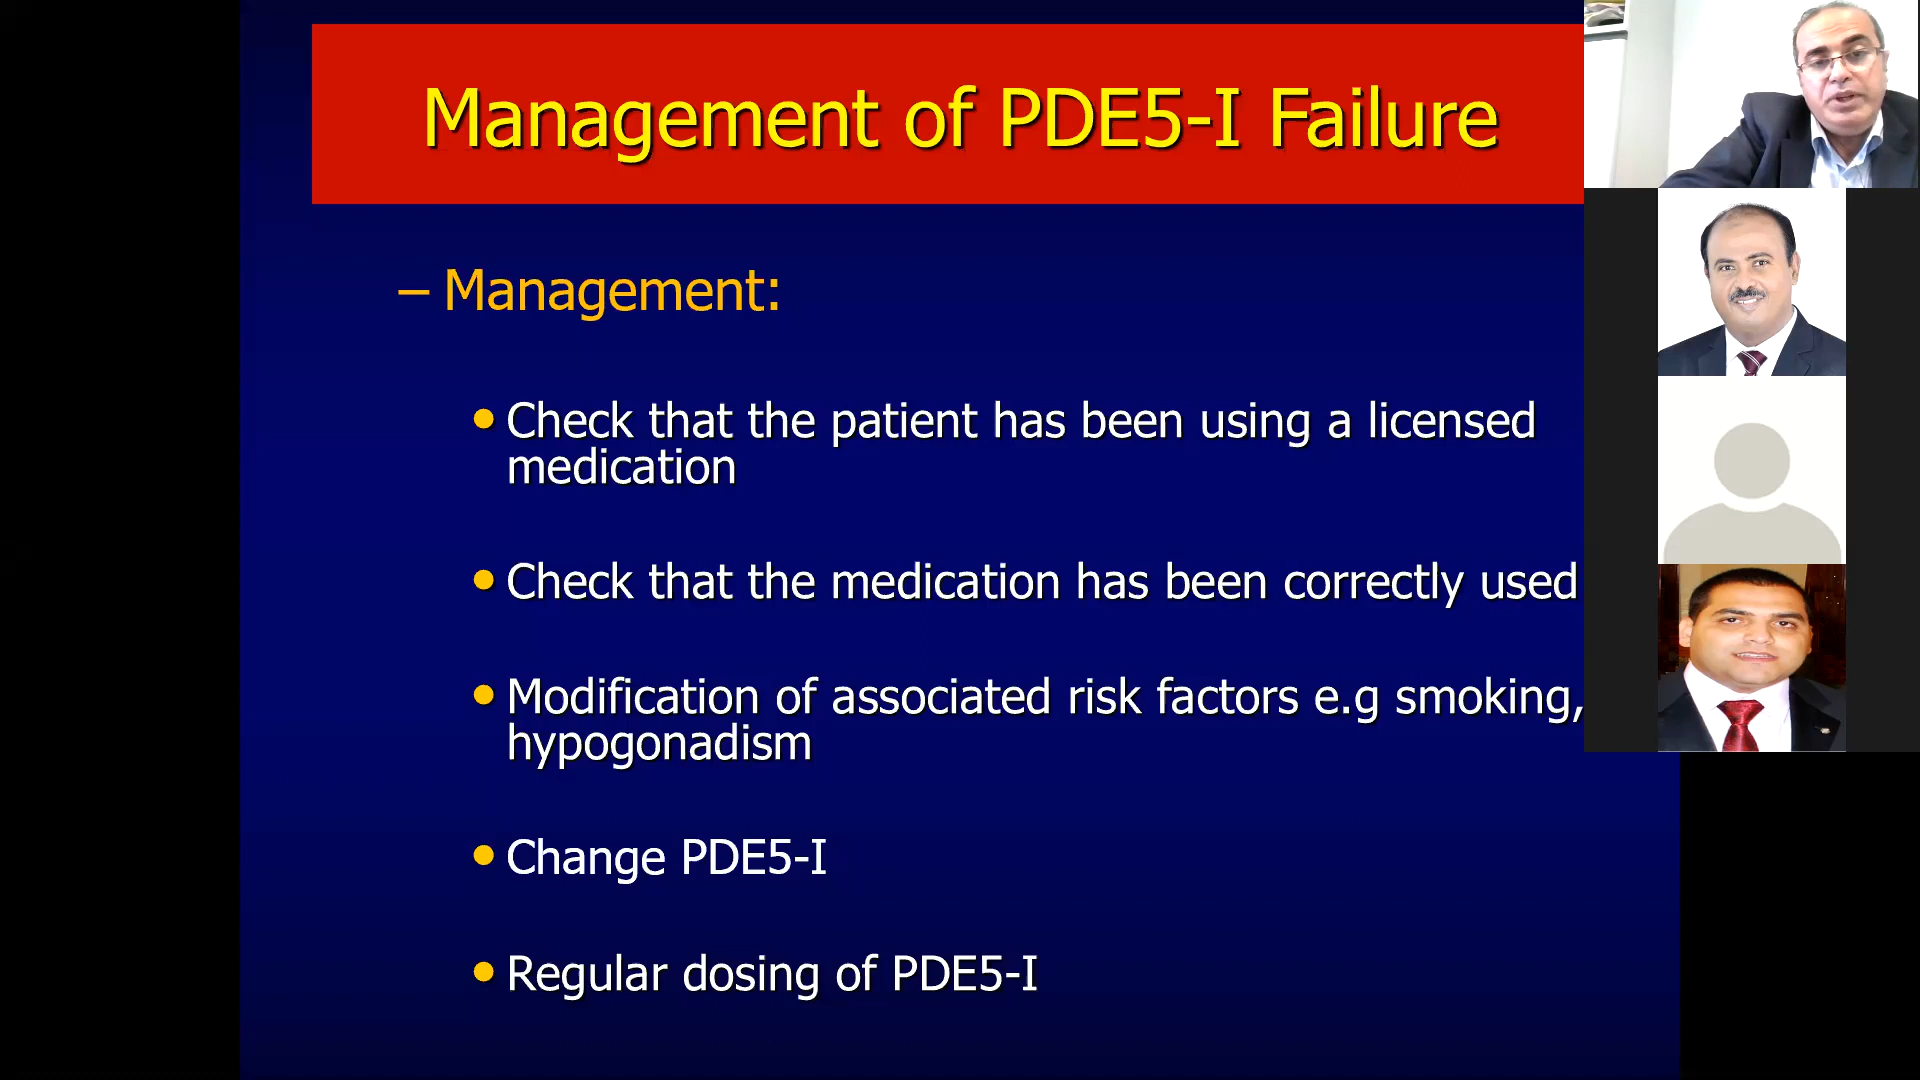 Management of PDE5-I Failure
– Management:
• Check that the patient has been using a licensed
medication
• Check that the medication has been correctly used
• Modification of associated risk factors e.g smoking,
hypogonadism
• Change PDE5-I
• Regular dosing of PDE5-I